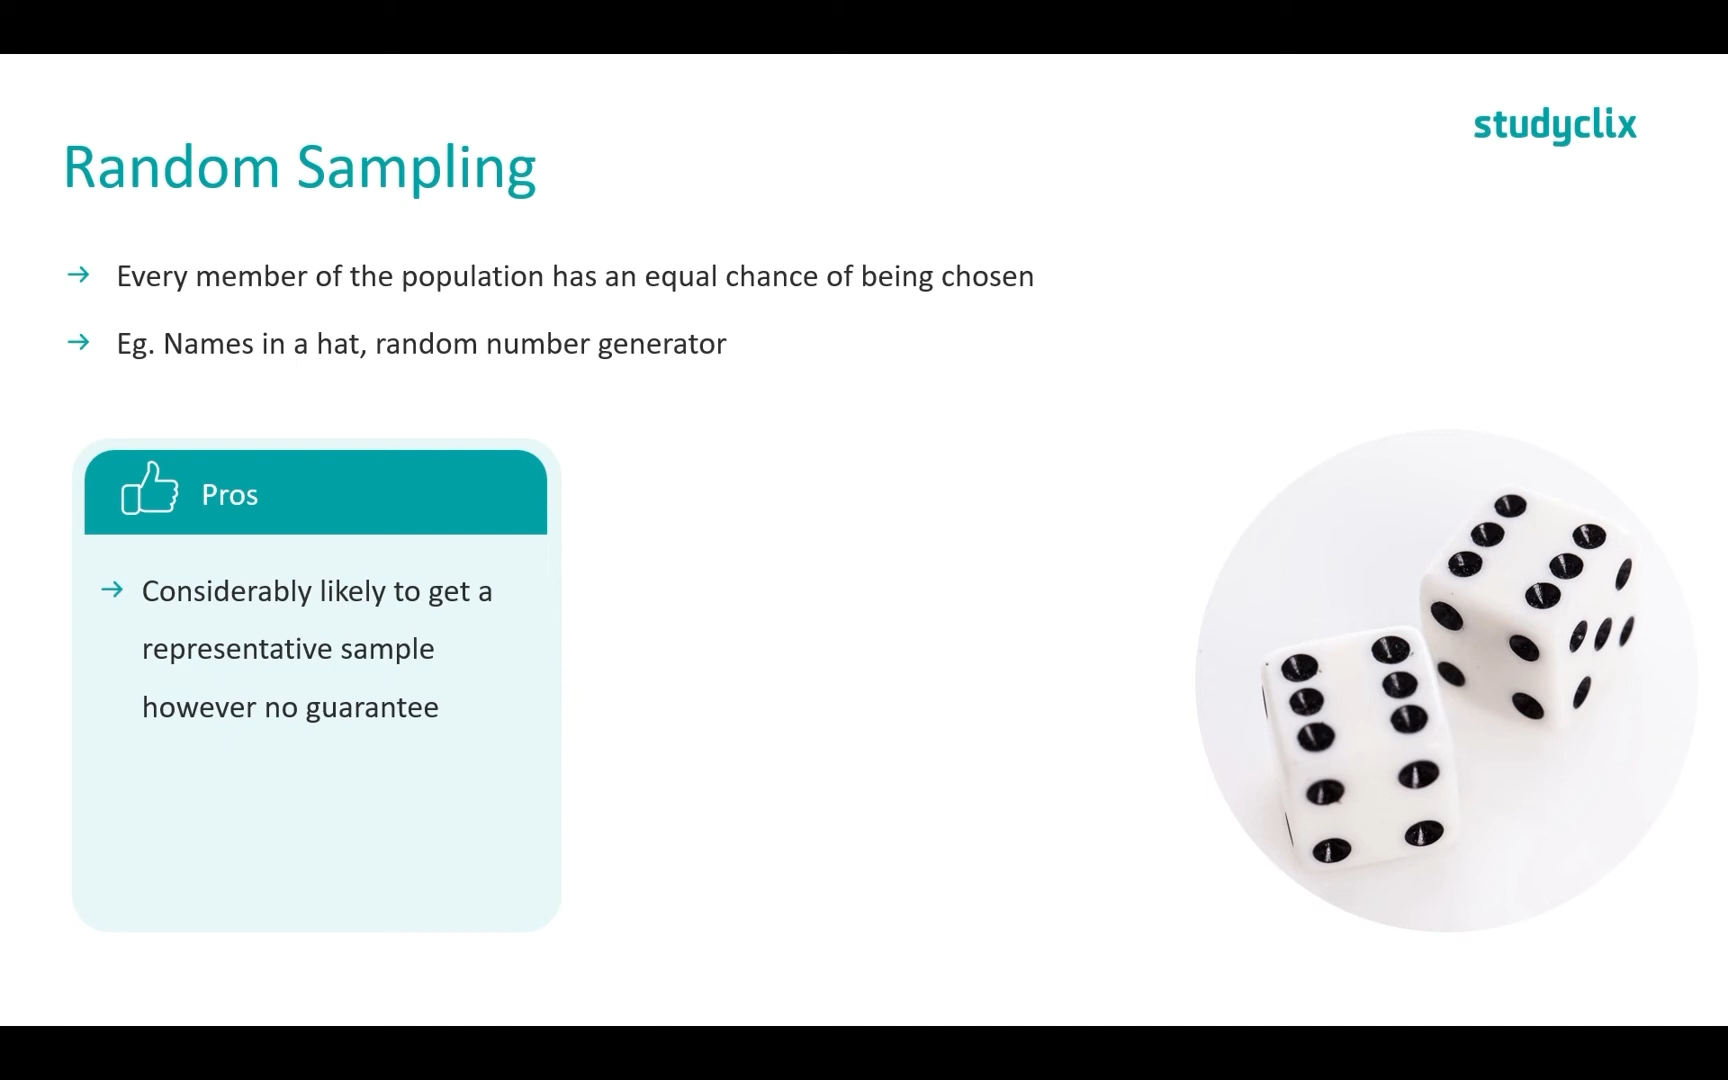 studyclix
Random Sampling
→ Every member of the population has an equal chance of being chosen
→ Eg. Names in a hat, random number generator
Pros
→ Considerably likely to get a
representative sample
however no guarantee